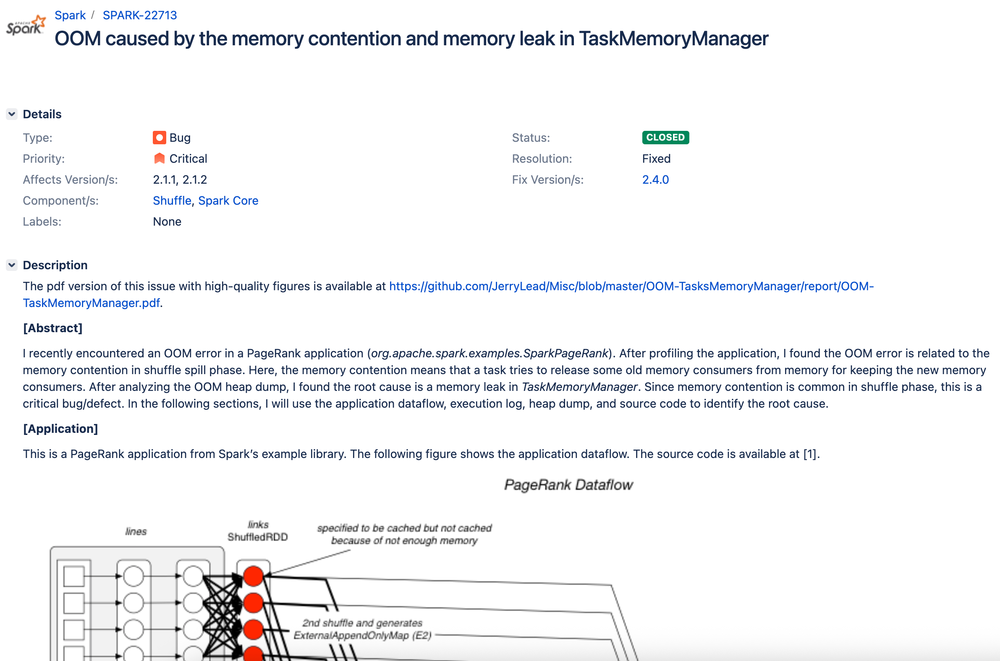 Spark / SPARK-22713
APACHE
Spark
OOM caused by the memory contention and memory leak in TaskMemoryManager
Details
Type: Bug
Status: CLOSED
Priority: Critical
Resolution: Fixed
Affects Version/s: 2.1.1, 2.1.2
Fix Version/s: 2.4.0
Component/s: Shuffle, Spark Core
Labels: None
Description
The pdf version of this issue with high-quality figures is available at https://github.com/JerryLead/Misc/blob/master/OOM-TasksMemoryManager/report/OOM-
TaskMemoryManager.pdf.
[Abstract]
I recently encountered an OOM error in a PageRank application (org.apache.spark.examples.SparkPageRank). After profiling the application, I found the OOM error is related to the
memory contention in shuffle spill phase. Here, the memory contention means that a task tries to release some old memory consumers from memory for keeping the new memory
consumers. After analyzing the OOM heap dump, I found the root cause is a memory leak in TaskMemoryManager. Since memory contention is common in shuffle phase, this is a
critical bug/defect. In the following sections, I will use the application dataflow, execution log, heap dump, and source code to identify the root cause.
[Application]
This is a PageRank application from Spark’s example library. The following figure shows the application dataflow. The source code is available at [1].
PageRank Dataflow
lines
links
ShuffledRDD
specified to be cached but not cached
because of not enough memory
2nd shuffle and generates
ExternalAppendOnlyMap (E2)